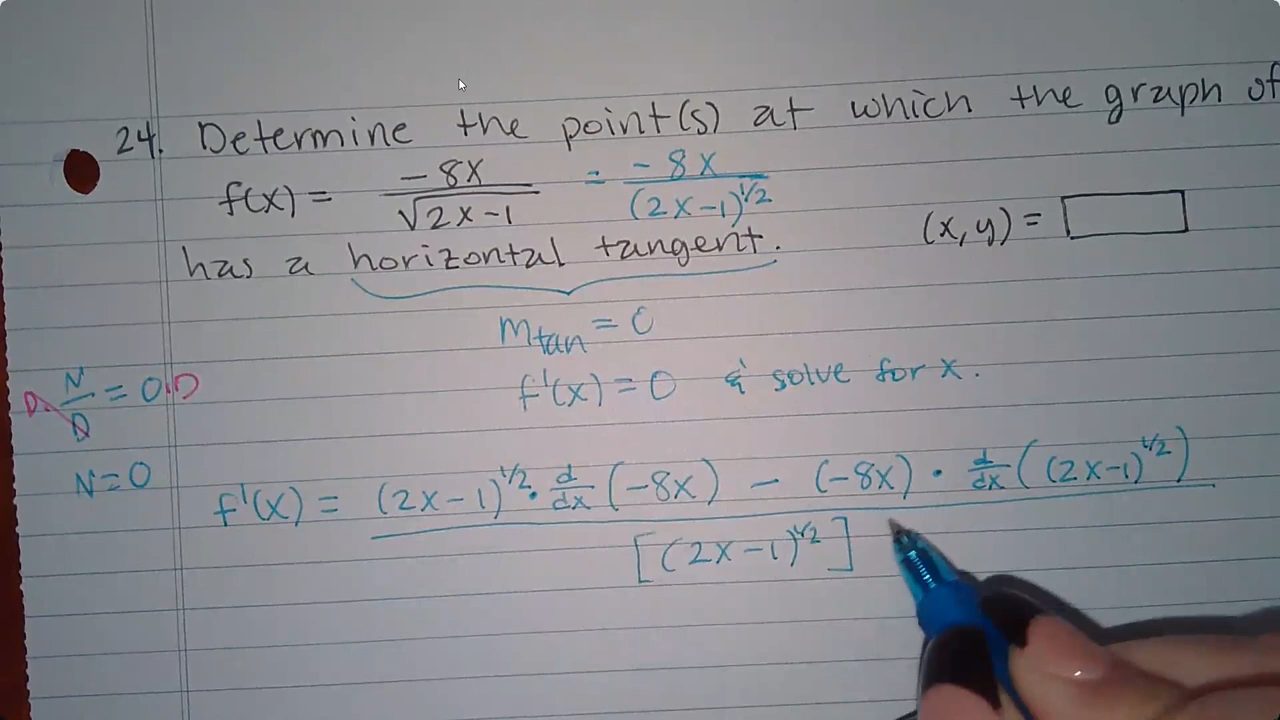 24. Determine the point(s) at which the graph of
f(x) = -8x / √(2x-1) = -8x / (2x-1)^1/2
(x,y) =
has a horizontal tangent.
m tan = 0
f'(x) = 0 & solve for x.
D· N/D = 0·D
N = 0
f'(x) = (2x-1)^1/2 · d/dx (-8x) - (-8x) · d/dx ((2x-1)^1/2)
[(2x-1)^1/2]